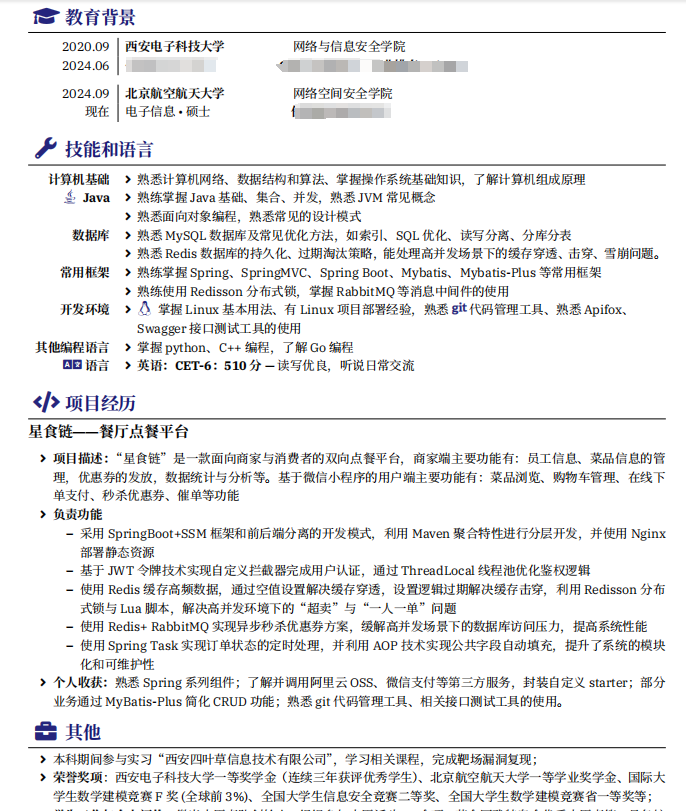 教育背景
2020.09 西安电子科技大学 网络与信息安全学院
2024.06
2024.09 北京航空航天大学 网络空间安全学院
现在 电子信息 • 硕士
技能和语言
计算机基础 熟悉计算机网络、数据结构和算法、掌握操作系统基础知识，了解计算机组成原理
Java 熟练掌握 Java 基础、集合、并发，熟悉 JVM 常见概念
熟悉面向对象编程，熟悉常见的设计模式
数据库 熟悉 MySQL 数据库及常见优化方法，如索引、SQL 优化、读写分离、分库分表
熟悉 Redis 数据库的持久化、过期淘汰策略，能处理高并发场景下的缓存穿透、击穿、雪崩问题。
常用框架 熟练掌握 Spring、SpringMVC、Spring Boot、Mybatis、Mybatis-Plus 等常用框架
熟练使用 Redisson 分布式锁，掌握 RabbitMQ 等消息中间件的使用
开发环境 掌握 Linux 基本用法、有 Linux 项目部署经验，熟悉 git 代码管理工具、熟悉 Apifox、
Swagger 接口测试工具的使用
其他编程语言 掌握 python、C++ 编程，了解 Go 编程
语言 英语：CET-6：510 分 — 读写优良，听说日常交流
项目经历
星食链——餐厅点餐平台
项目描述：“星食链” 是一款面向商家与消费者的双向点餐平台，商家端主要功能有：员工信息、菜品信息的管
理，优惠券的发放，数据统计与分析等。基于微信小程序的用户端主要功能有：菜品浏览、购物车管理、在线下
单支付、秒杀优惠券、催单等功能
负责功能
– 采用 SpringBoot+SSM 框架和前后端分离的开发模式，利用 Maven 聚合特性进行分层开发，并使用 Nginx
部署静态资源
– 基于 JWT 令牌技术实现自定义拦截器完成用户认证，通过 ThreadLocal 线程池优化鉴权逻辑
– 使用 Redis 缓存高频数据，通过空值设置解决缓存穿透，设置逻辑过期解决缓存击穿，利用 Redisson 分布
式锁与 Lua 脚本，解决高并发环境下的 “超卖” 与 “一人一单” 问题
– 使用 Redis+ RabbitMQ 实现异步秒杀优惠券方案，缓解高并发场景下的数据库访问压力，提高系统性能
– 使用 Spring Task 实现订单状态的定时处理，并利用 AOP 技术实现公共字段自动填充，提升了系统的模块
化和可维护性
个人收获：熟悉 Spring 系列组件；了解并调用阿里云 OSS、微信支付等第三方服务，封装自定义 starter；部分
业务通过 MyBatis-Plus 简化 CRUD 功能；熟悉 git 代码管理工具、相关接口测试工具的使用。
其他
本科期间参与实习 “西安四叶草信息技术有限公司”，学习相关课程，完成靶场漏洞复现；
荣誉奖项：西安电子科技大学一等奖学金（连续三年获评优秀学生）、北京航空航天大学一等学业奖学金、国际大
学生数学建模竞赛 F 奖 (全球前 3%)、全国大学生信息安全竞赛二等奖、全国大学生数学建模竞赛省一等奖等；